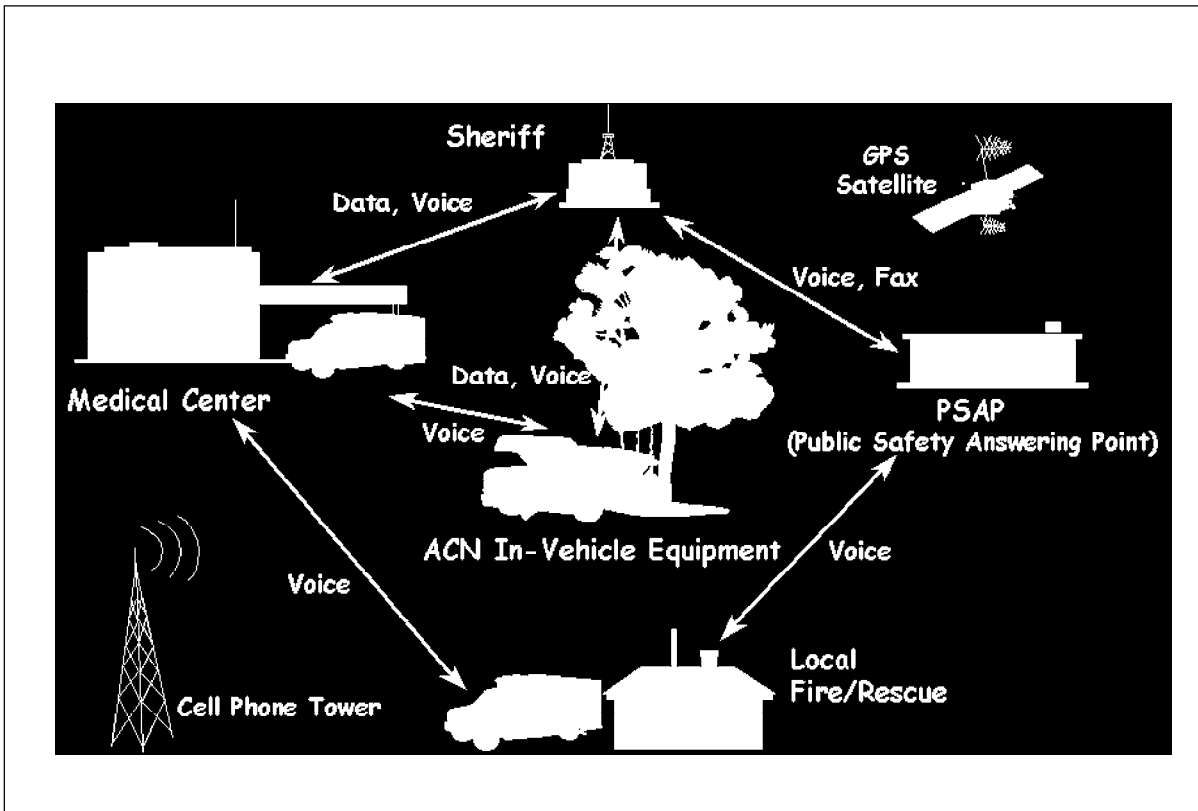 Sheriff
GPS
Satellite
Data, Voice
Voice, Fax
Data, Voice
Medical Center
PSAP
(Public Safety Answering Point)
Voice
ACN In-Vehicle Equipment
Voice
Voice
Local
Fire/Rescue
Cell Phone Tower